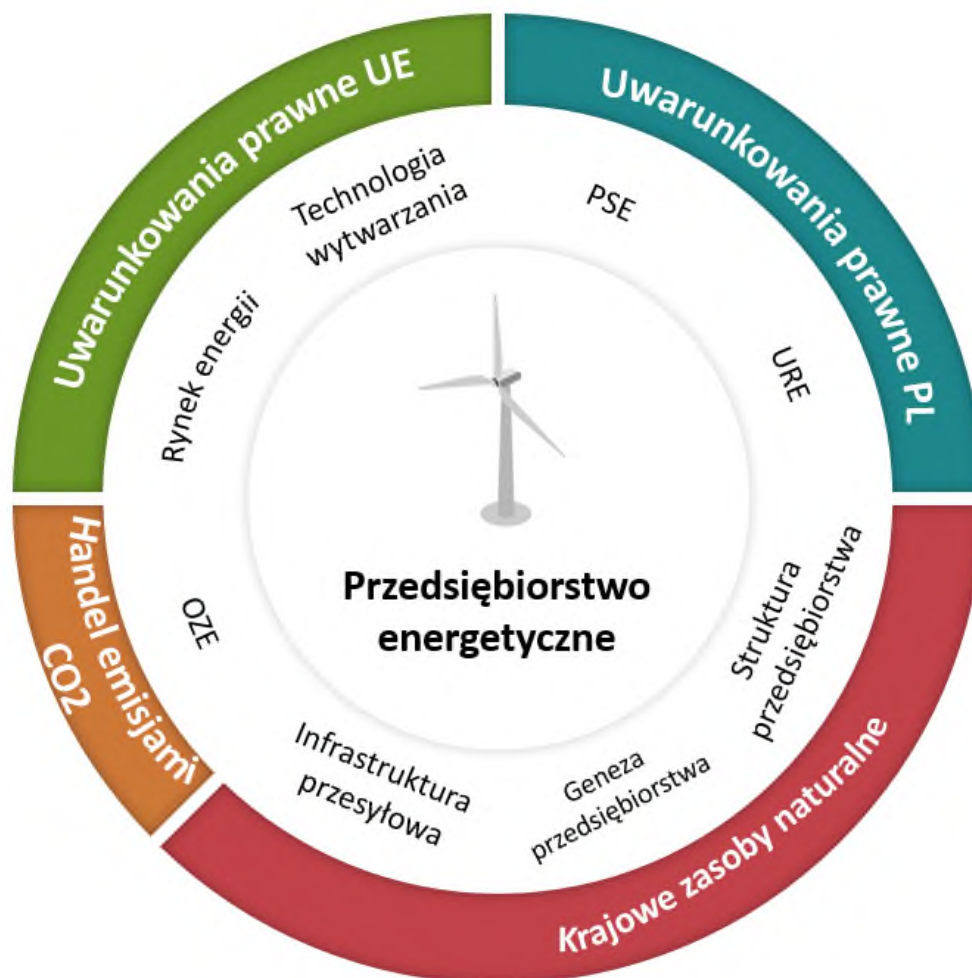 Uwarunkowania prawne UE
Uwarunkowania prawne PL
Technologia
wytwarzania
PSE
Rynek energii
URE
Przedsiębiorstwo
energetyczne
OZE
Struktura
przedsiębiorstwa
Handel emisjami
CO2
Infrastruktura
przesyłowa
Geneza
przedsiębiorstwa
Krajowe zasoby naturalne